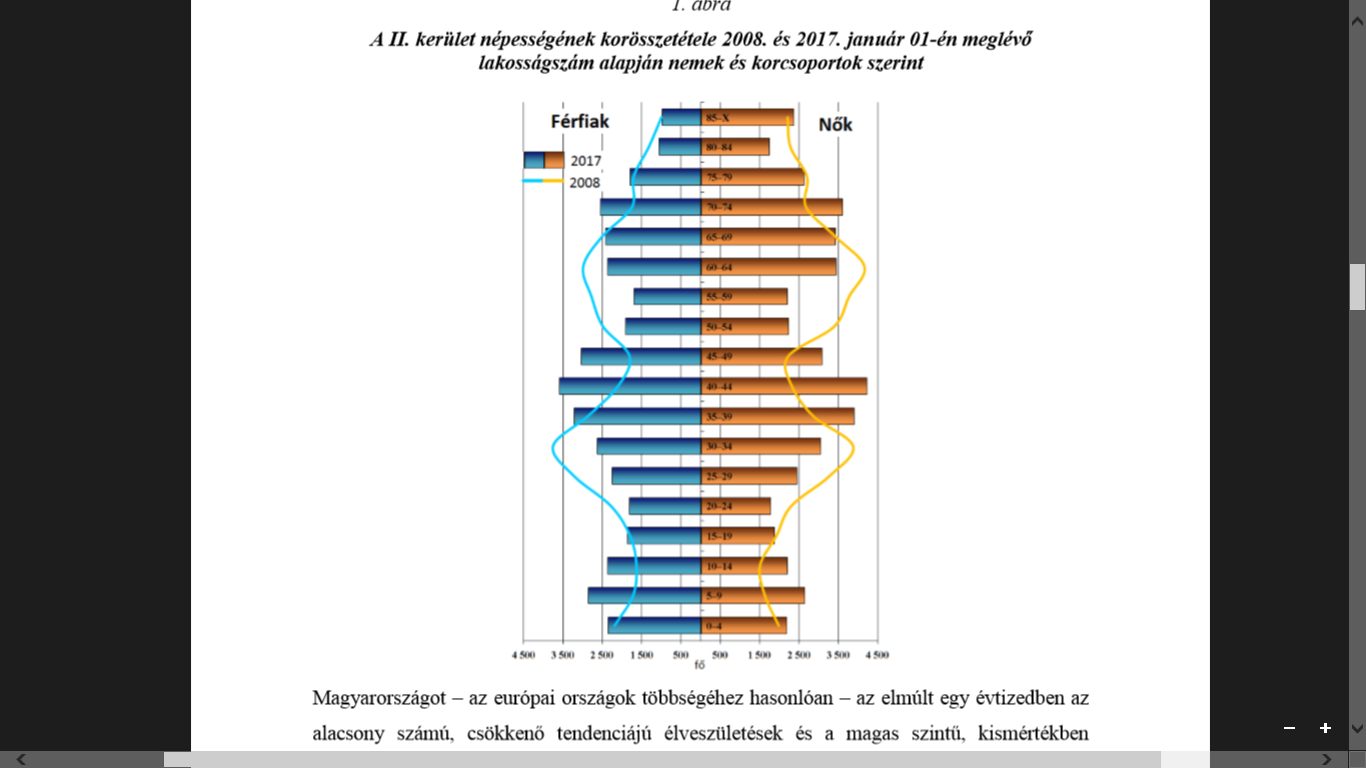 1. ábra
A II. kerület népességének korösszetétele 2008. és 2017. január 01-én meglévő
lakosságszám alapján nemek és korcsoportok szerint
Férfiak
Nők
2017
2008
85–X
80–84
75–79
70–74
65–69
60–64
55–59
50–54
45–49
40–44
35–39
30–34
25–29
20–24
15–19
10–14
5–9
0–4
4 500 3 500 2 500 1 500 500 500 1 500 2 500 3 500 4 500
fő
Magyarországot – az európai országok többségéhez hasonlóan – az elmúlt egy évtizedben az
alacsony számú, csökkenő tendenciájú élveszületések és a magas szintű, kismértékben